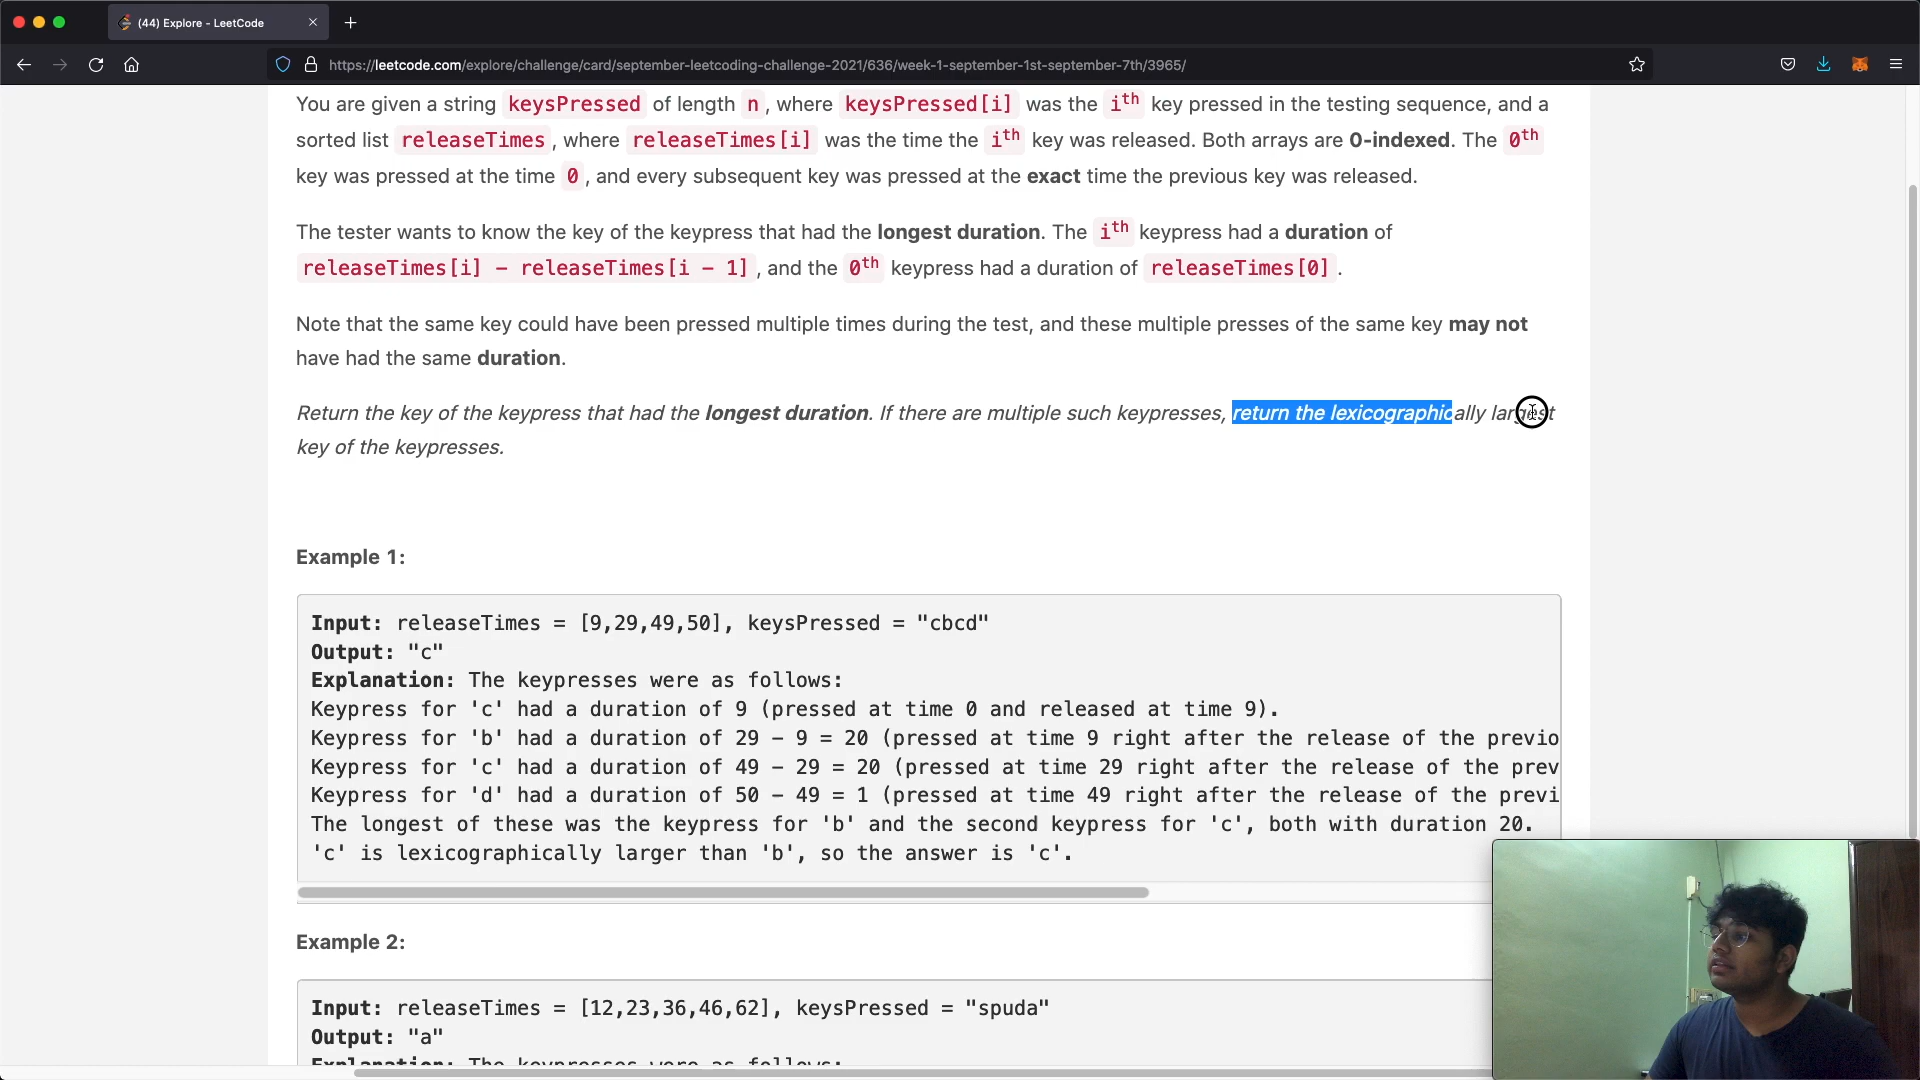 (44) Explore - LeetCode
https://leetcode.com/explore/challenge/card/september-leetcoding-challenge-2021/636/week-1-september-1st-september-7th/3965/
You are given a string keysPressed of length n, where keysPressed[i] was the ith key pressed in the testing sequence, and a
sorted list releaseTimes, where releaseTimes[i] was the time the ith key was released. Both arrays are 0-indexed. The 0th
key was pressed at the time 0, and every subsequent key was pressed at the exact time the previous key was released.
The tester wants to know the key of the keypress that had the longest duration. The ith keypress had a duration of
releaseTimes[i] - releaseTimes[i - 1], and the 0th keypress had a duration of releaseTimes[0].
Note that the same key could have been pressed multiple times during the test, and these multiple presses of the same key may not
have had the same duration.
Return the key of the keypress that had the longest duration. If there are multiple such keypresses, return the lexicographically largest
key of the keypresses.
Example 1:
Input: releaseTimes = [9,29,49,50], keysPressed = "cbcd"
Output: "c"
Explanation: The keypresses were as follows:
Keypress for 'c' had a duration of 9 (pressed at time 0 and released at time 9).
Keypress for 'b' had a duration of 29 - 9 = 20 (pressed at time 9 right after the release of the previo
Keypress for 'c' had a duration of 49 - 29 = 20 (pressed at time 29 right after the release of the prev
Keypress for 'd' had a duration of 50 - 49 = 1 (pressed at time 49 right after the release of the previ
The longest of these was the keypress for 'b' and the second keypress for 'c', both with duration 20.
'c' is lexicographically larger than 'b', so the answer is 'c'.
Example 2:
Input: releaseTimes = [12,23,36,46,62], keysPressed = "spuda"
Output: "a"
Explanation: The keypresses were as follows: